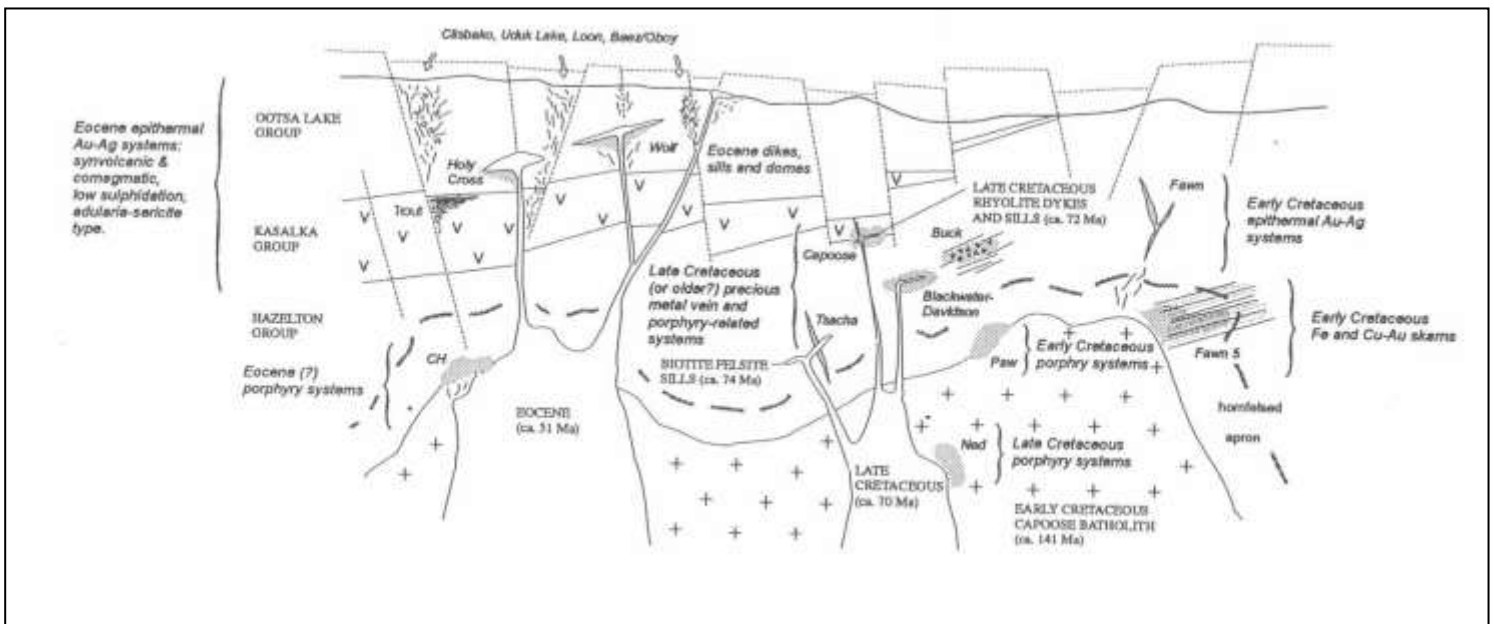 Clisbako, Uduk Lake, Loon, Baez/Oboy
OOTSA LAKE
GROUP
Eocene epithermal
Au-Ag systems:
synvolcanic &
comagmatic,
low sulphidation,
adularia-sericite
type.
KASALKA
GROUP
HAZELTON
GROUP
Holy
Cross
Trout
Wolf
Eocene dikes,
sills and domes
LATE CRETACEOUS
RHYOLITE DYKES
AND SILLS (ca. 72 Ma)
Fawn
Early Cretaceous
epithermal Au-Ag
systems
Capoose
Buck
Late Cretaceous
(or older?) precious
metal vein and
porphyry-related
systems
Tsacha
Blackwater-
Davidson
BIOTITE FELSITE
SILLS (ca. 74 Ma)
Paw
Early Cretaceous
porphry systems
Fawn 5
Early Cretaceous
Fe and Cu-Au skarns
CH
Eocene (?)
porphyry systems
EOCENE
(ca. 51 Ma)
hornfelsed
apron
Ned
Late Cretaceous
porphyry systems
LATE
CRETACEOUS
(ca. 70 Ma)
EARLY CRETACEOUS
CAPOOSE BATHOLITH
(ca. 141 Ma)